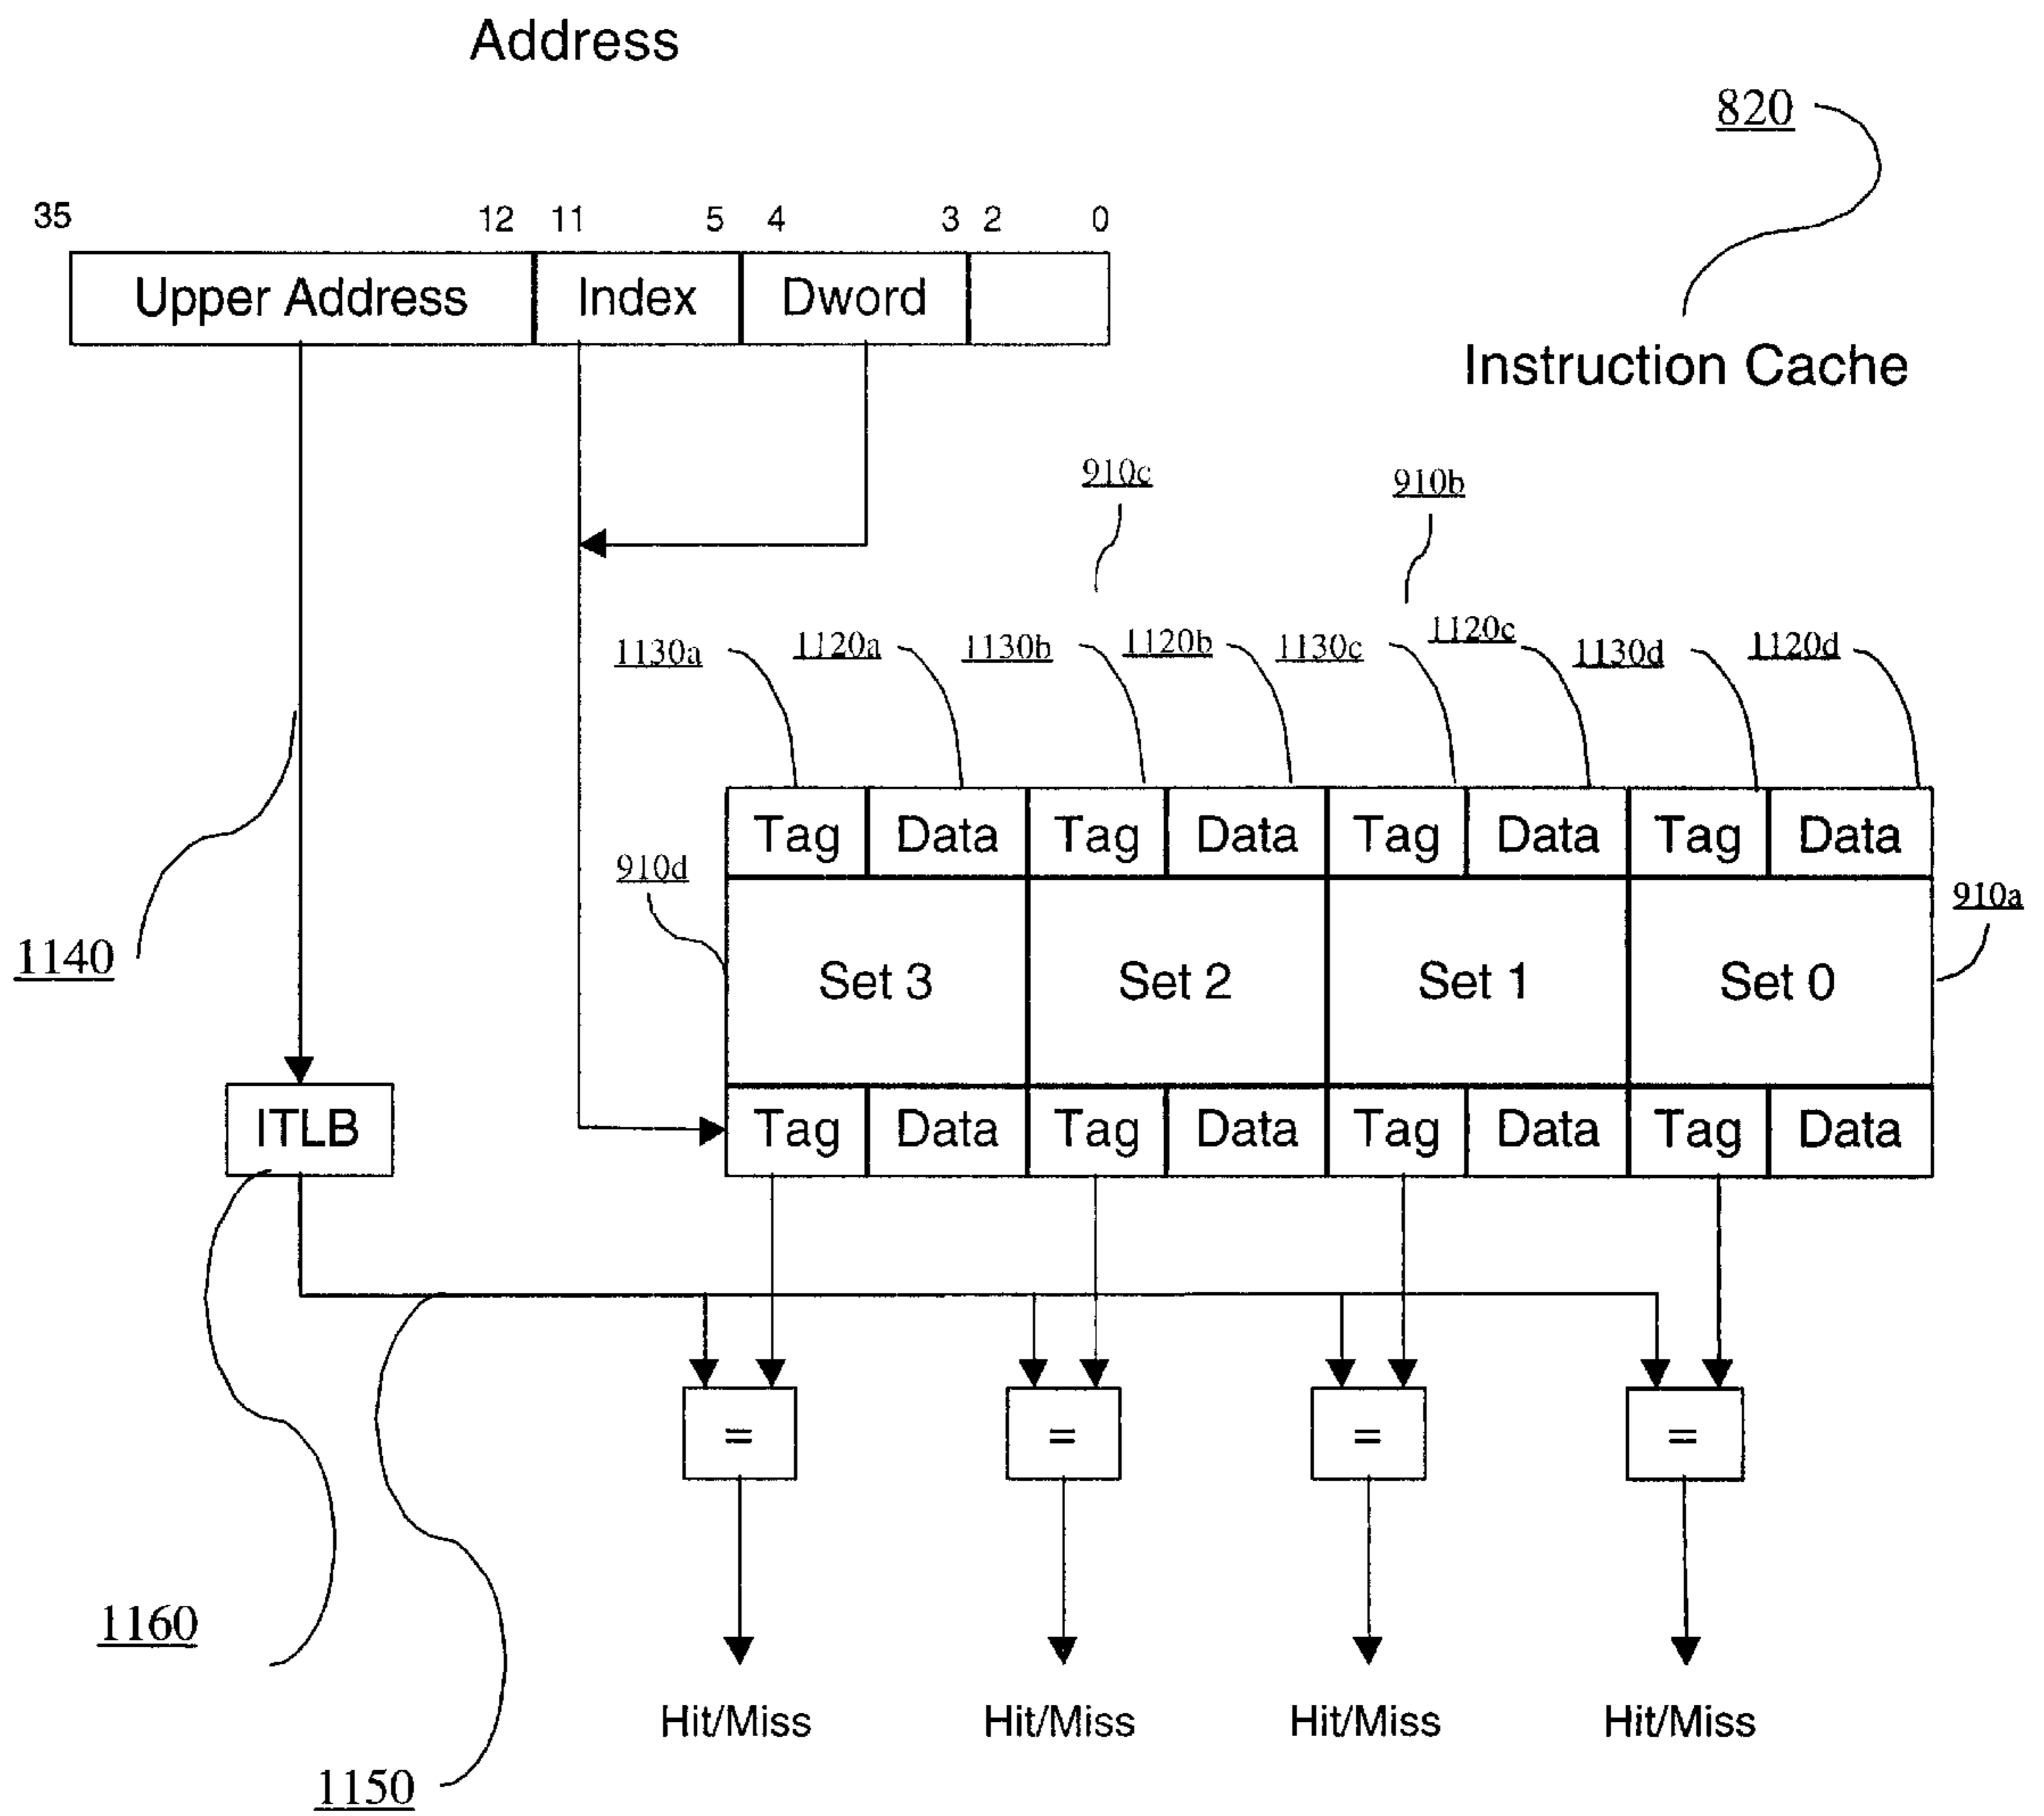 Address
820
35 12 11 5 4 3 2 0
Upper Address Index Dword
Instruction Cache
910c 910b
1130a 1120a 1130b 1120b 1130c 1120c 1130d 1120d
Tag Data Tag Data Tag Data Tag Data
910d
910a
1140
Set 3 Set 2 Set 1 Set 0
ITLB
Tag Data Tag Data Tag Data Tag Data
= = = =
1160
Hit/Miss Hit/Miss Hit/Miss Hit/Miss
1150